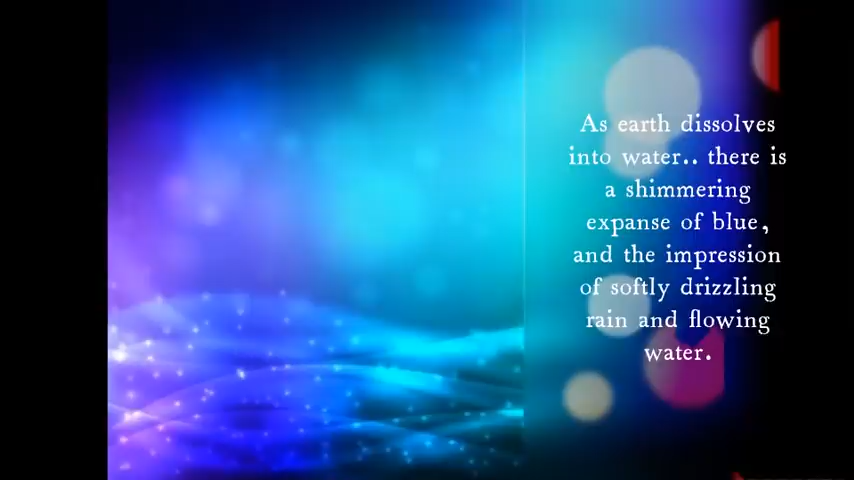 As earth dissolves
into water.. there is
a shimmering
expanse of blue,
and the impression
of softly drizzling
rain and flowing
water.